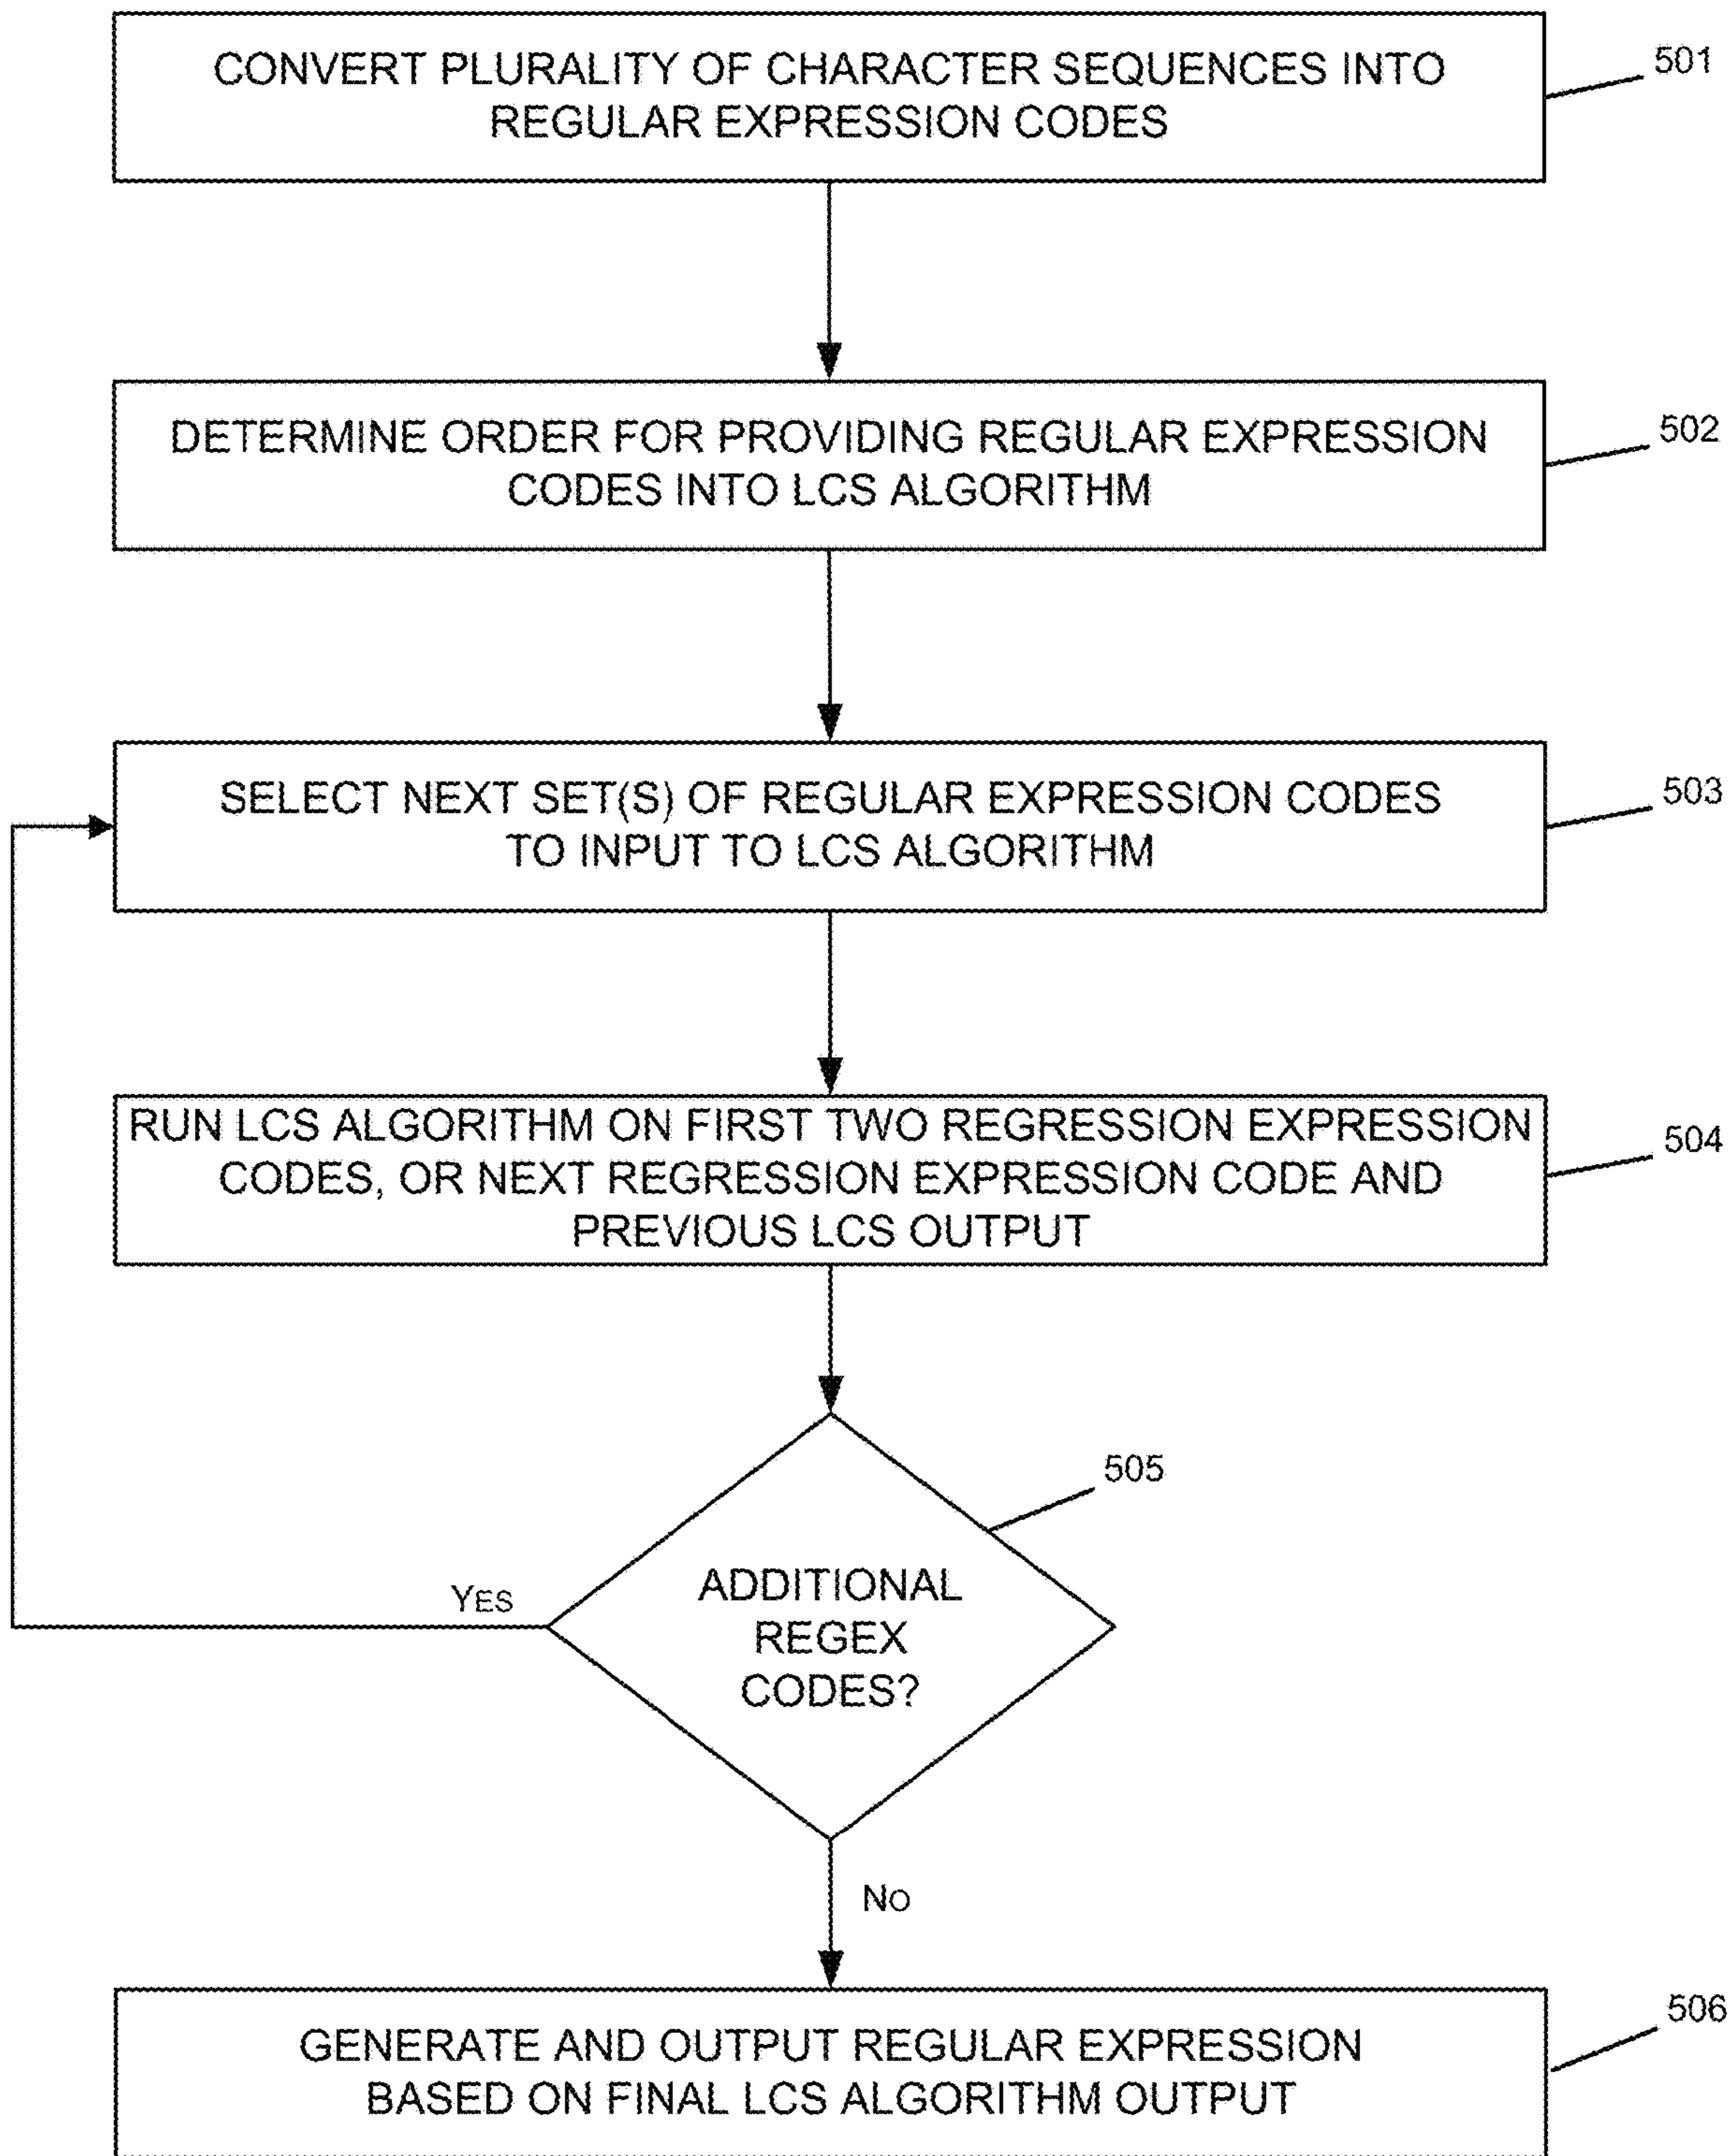 CONVERT PLURALITY OF CHARACTER SEQUENCES INTO
REGULAR EXPRESSION CODES
501
DETERMINE ORDER FOR PROVIDING REGULAR EXPRESSION
CODES INTO LCS ALGORITHM
502
SELECT NEXT SET(S) OF REGULAR EXPRESSION CODES
TO INPUT TO LCS ALGORITHM
503
RUN LCS ALGORITHM ON FIRST TWO REGRESSION EXPRESSION
CODES, OR NEXT REGRESSION EXPRESSION CODE AND
PREVIOUS LCS OUTPUT
504
505
ADDITIONAL
REGEX
CODES?
YES
NO
GENERATE AND OUTPUT REGULAR EXPRESSION
BASED ON FINAL LCS ALGORITHM OUTPUT
506